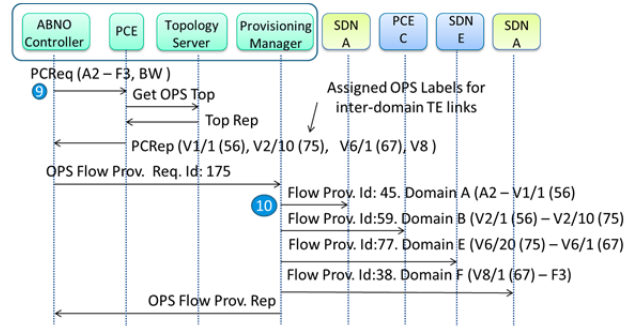 ABNO
Controller
PCE
Topology
Server
Provisioning
Manager
SDN
A
PCE
C
SDN
E
SDN
A
PCReq (A2 – F3, BW )
9
Get OPS Top
Assigned OPS Labels for
inter-domain TE links
Top Rep
PCRep (V1/1 (56), V2/10 (75), V6/1 (67), V8 )
OPS Flow Prov. Req. Id: 175
10
Flow Prov. Id: 45. Domain A (A2 – V1/1 (56)
Flow Prov. Id:59. Domain B (V2/1 (56) – V2/10 (75)
Flow Prov. Id:77. Domain E (V6/20 (75) – V6/1 (67)
Flow Prov. Id:38. Domain F (V8/1 (67) – F3)
OPS Flow Prov. Rep